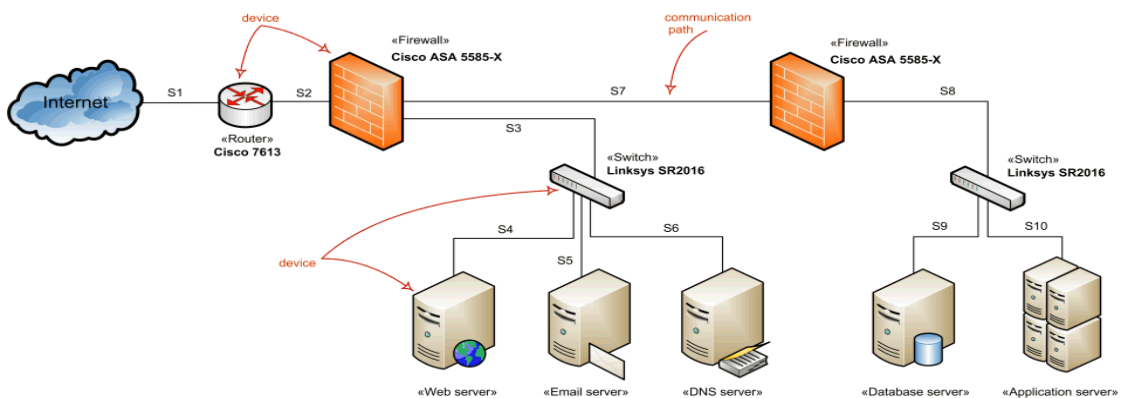 device
communication
path
«Firewall»
Cisco ASA 5585-X
«Firewall»
Cisco ASA 5585-X
Internet
S1
S2
S7
S8
S3
«Router»
Cisco 7613
«Switch»
Linksys SR2016
«Switch»
Linksys SR2016
S4
S5
S6
S9
S10
device
«Web server»
«Email server»
«DNS server»
«Database server»
«Application server»